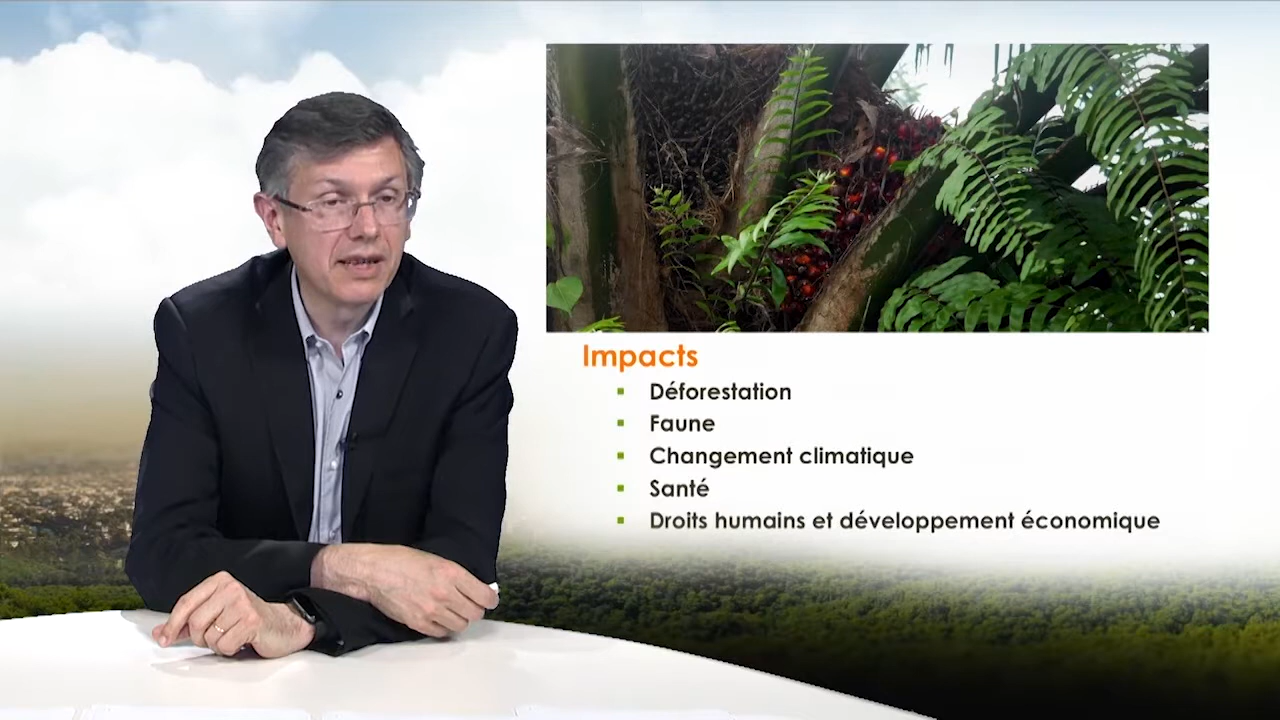 Impacts
Déforestation
Faune
Changement climatique
Santé
Droits humains et développement économique